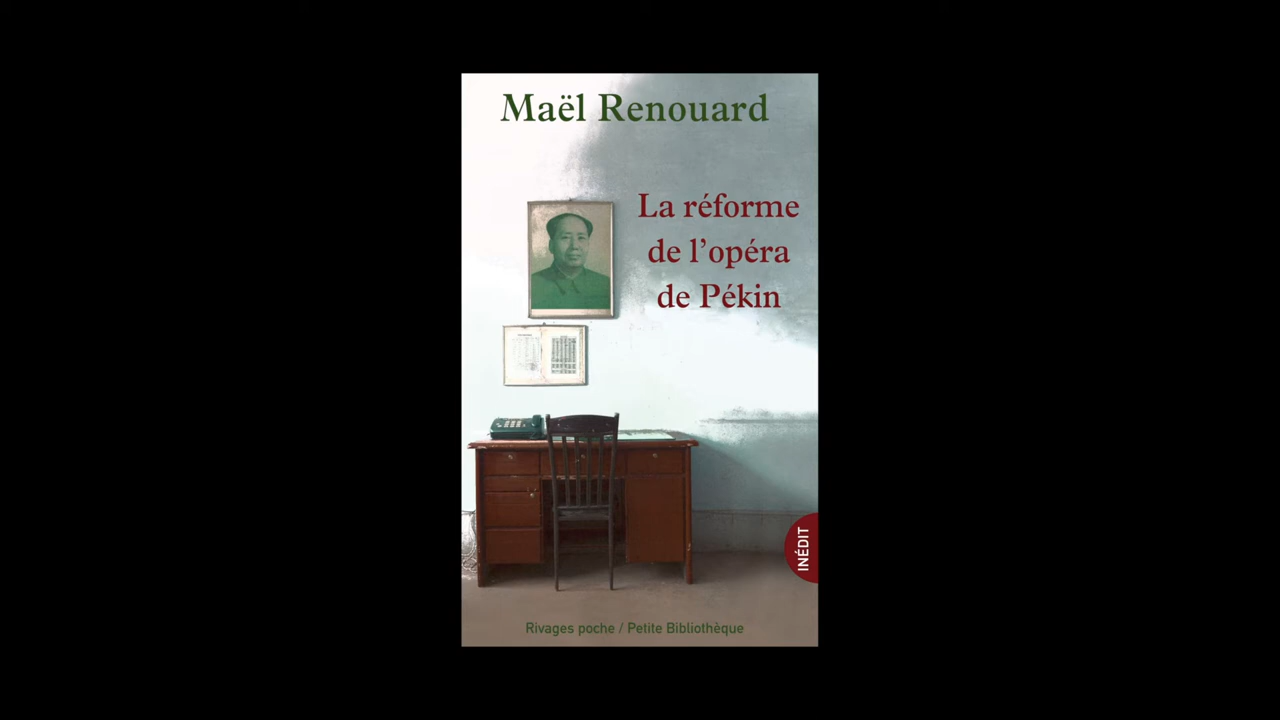 Maël Renouard
La réforme
de l’opéra
de Pékin
INÉDIT
Rivages poche / Petite Bibliothèque